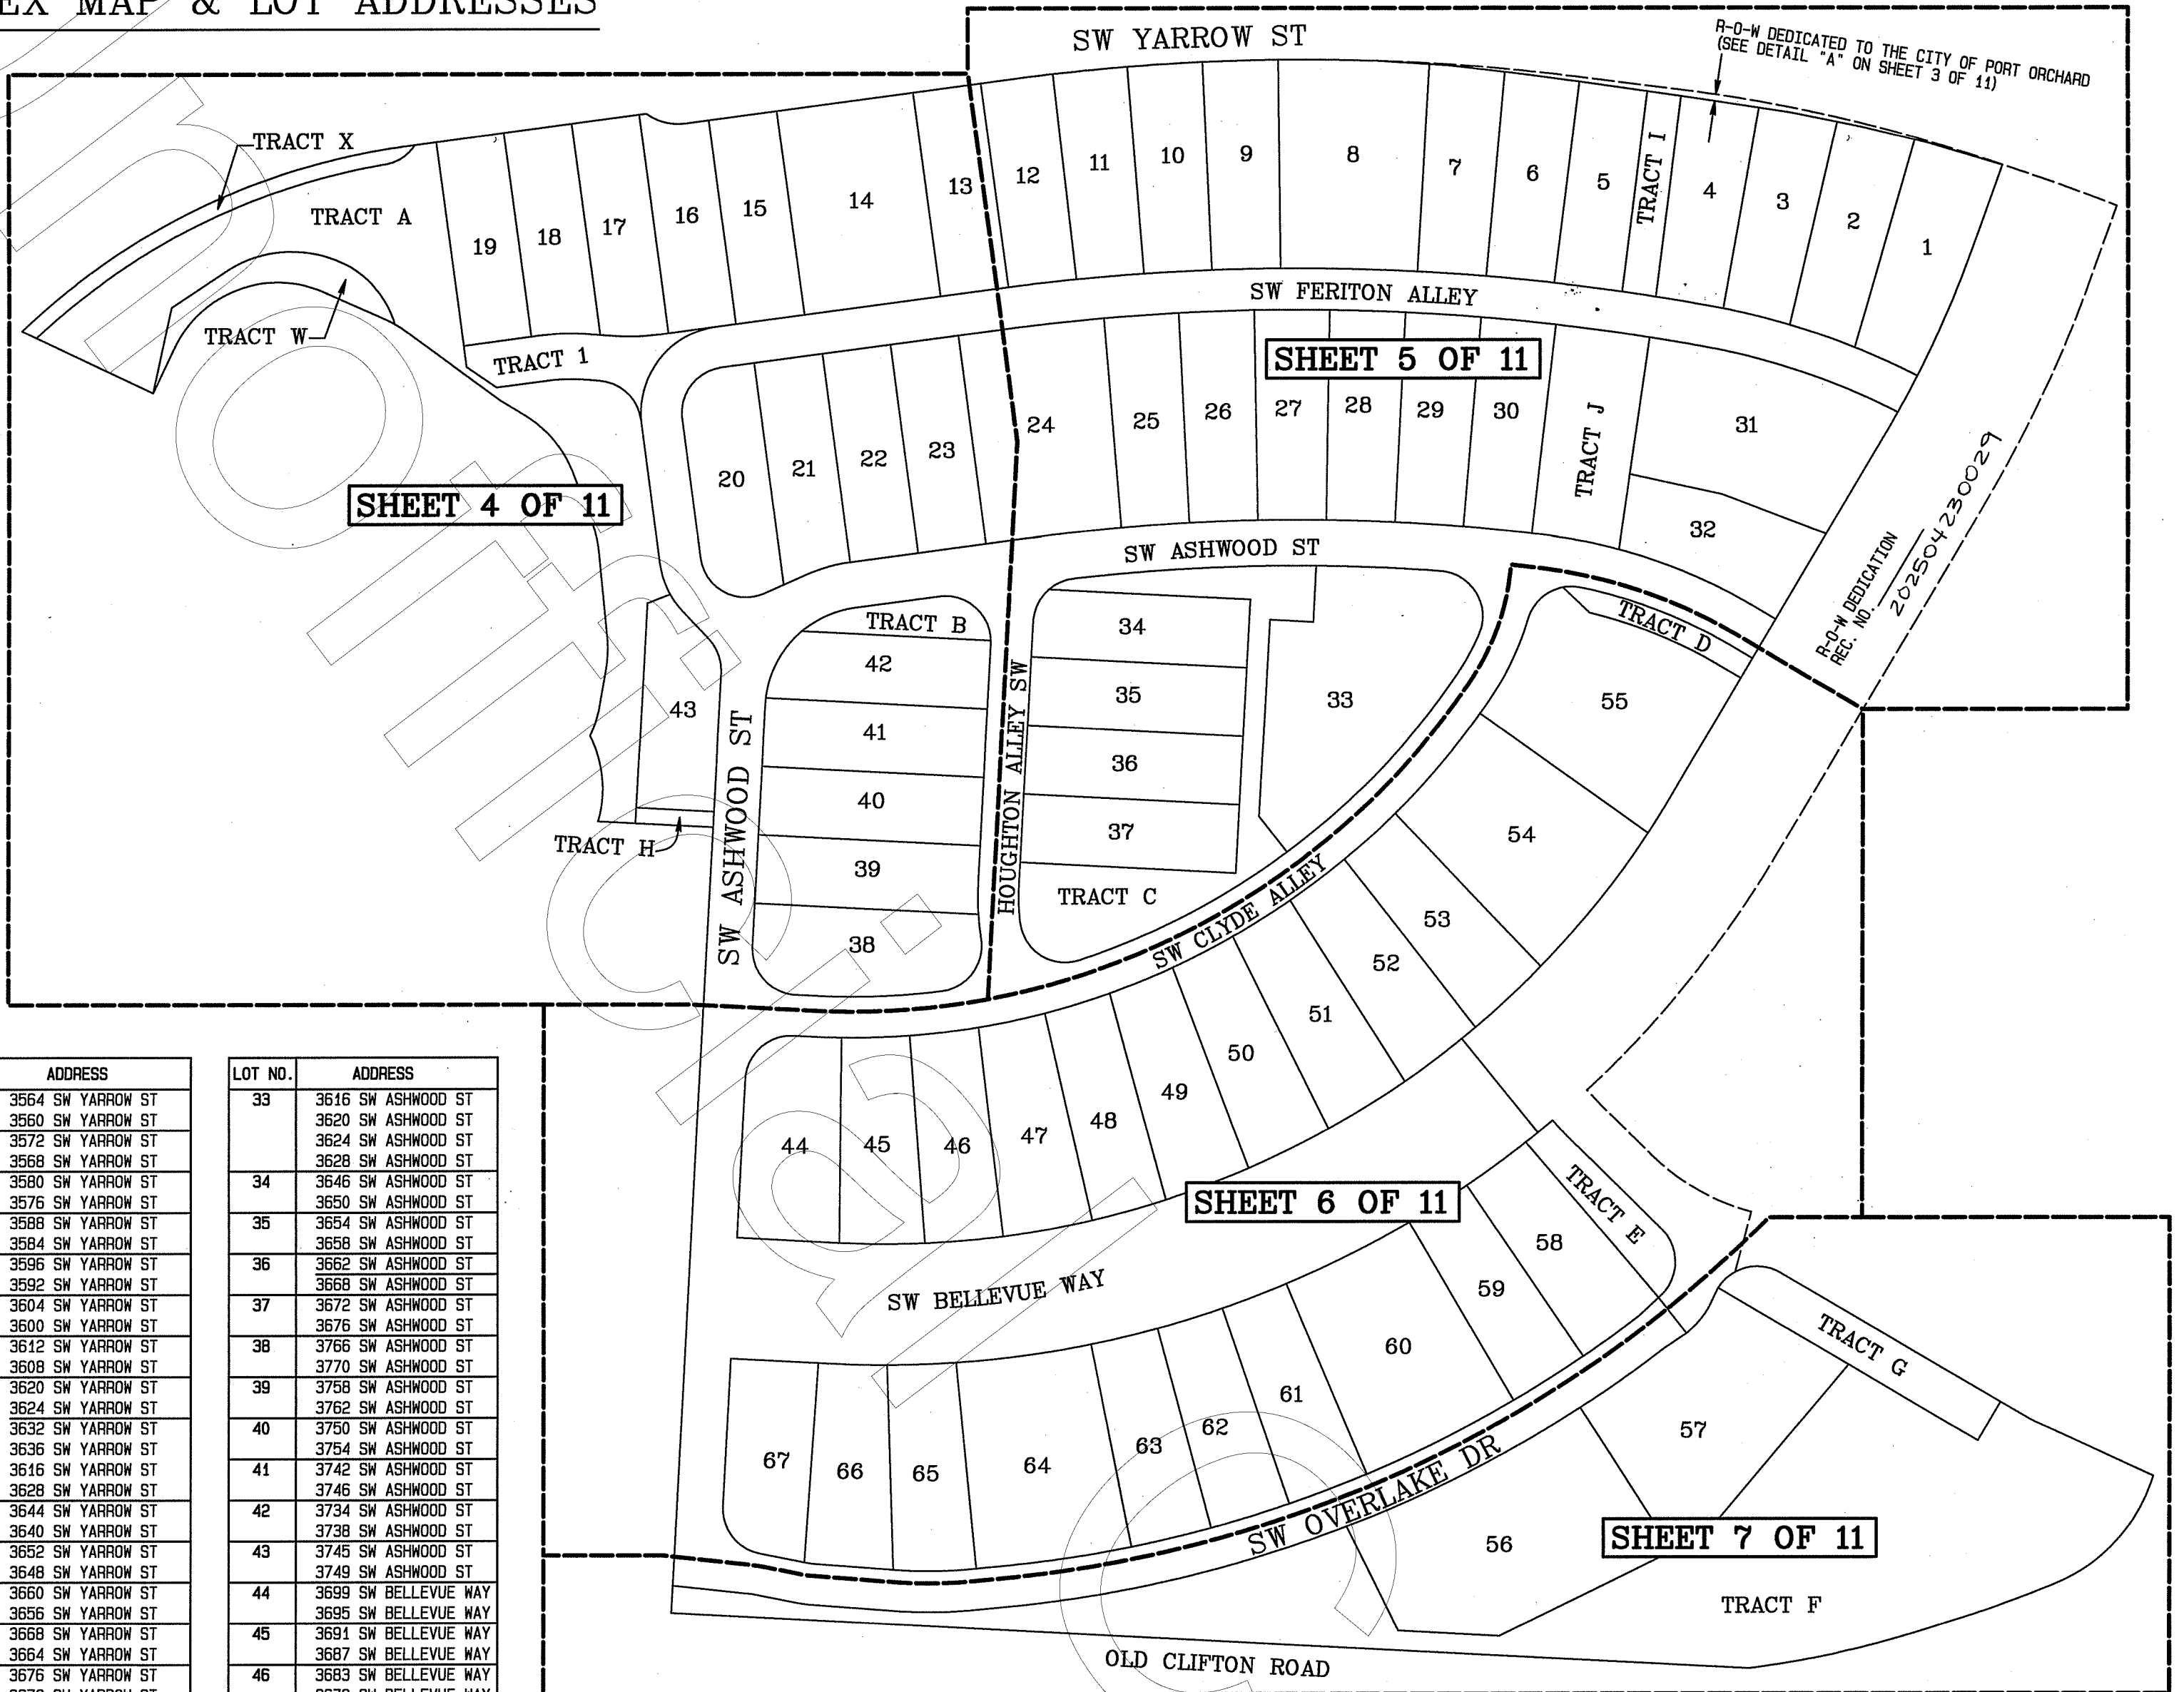 EX MAP & LOT ADDRESSES
SW YARROW ST
R-O-W DEDICATED TO THE CITY OF PORT ORCHARD
(SEE DETAIL "A" ON SHEET 3 OF 11)
TRACT X
TRACT A
TRACT W
19
18
17
16
15
14
13
12
11
10
9
8
7
6
5
TRACT I
4
3
2
1
SW FERITON ALLEY
TRACT 1
SHEET 5 OF 11
SHEET 4 OF 11
20
21
22
23
24
25
26
27
28
29
30
TRACT J
31
32
SW ASHWOOD ST
R-O-W DEDICATION
REC. NO. 202504230029
TRACT B
42
41
40
39
38
43
TRACT H
SW ASHWOOD ST
HOUGHTON ALLEY SW
34
35
36
37
TRACT C
33
TRACT D
55
54
53
52
51
50
49
48
47
46
45
44
SW CLYDE ALLEY
SHEET 6 OF 11
SW BELLEVUE WAY
TRACT E
58
59
60
61
62
63
64
65
66
67
SW OVERLAKE DR
TRACT G
57
56
SHEET 7 OF 11
TRACT F
OLD CLIFTON ROAD
ADDRESS
3564 SW YARROW ST
3560 SW YARROW ST
3572 SW YARROW ST
3568 SW YARROW ST
3580 SW YARROW ST
3576 SW YARROW ST
3588 SW YARROW ST
3584 SW YARROW ST
3596 SW YARROW ST
3592 SW YARROW ST
3604 SW YARROW ST
3600 SW YARROW ST
3612 SW YARROW ST
3608 SW YARROW ST
3620 SW YARROW ST
3624 SW YARROW ST
3632 SW YARROW ST
3636 SW YARROW ST
3616 SW YARROW ST
3628 SW YARROW ST
3644 SW YARROW ST
3640 SW YARROW ST
3652 SW YARROW ST
3648 SW YARROW ST
3660 SW YARROW ST
3656 SW YARROW ST
3668 SW YARROW ST
3664 SW YARROW ST
3676 SW YARROW ST
LOT NO. ADDRESS
33 3616 SW ASHWOOD ST
3620 SW ASHWOOD ST
3624 SW ASHWOOD ST
3628 SW ASHWOOD ST
34 3646 SW ASHWOOD ST
3650 SW ASHWOOD ST
35 3654 SW ASHWOOD ST
3658 SW ASHWOOD ST
36 3662 SW ASHWOOD ST
3668 SW ASHWOOD ST
37 3672 SW ASHWOOD ST
3676 SW ASHWOOD ST
38 3766 SW ASHWOOD ST
3770 SW ASHWOOD ST
39 3758 SW ASHWOOD ST
3762 SW ASHWOOD ST
40 3750 SW ASHWOOD ST
3754 SW ASHWOOD ST
41 3742 SW ASHWOOD ST
3746 SW ASHWOOD ST
42 3734 SW ASHWOOD ST
3738 SW ASHWOOD ST
43 3745 SW ASHWOOD ST
3749 SW ASHWOOD ST
44 3699 SW BELLEVUE WAY
3695 SW BELLEVUE WAY
45 3691 SW BELLEVUE WAY
3687 SW BELLEVUE WAY
46 3683 SW BELLEVUE WAY
Unofficial C